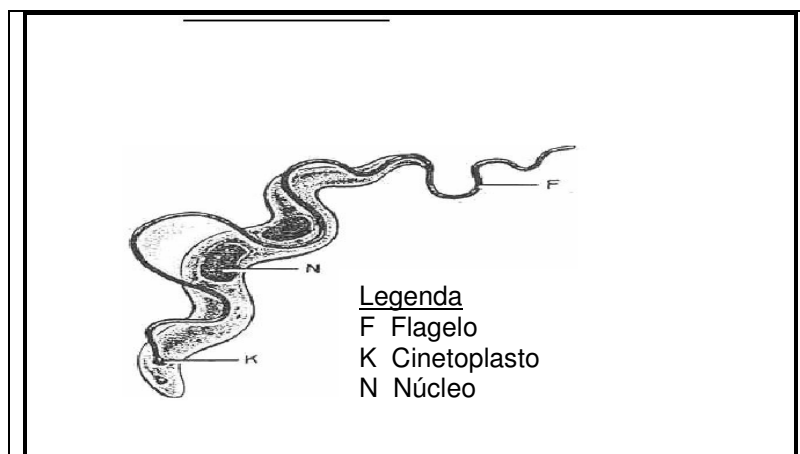 F
N
K
Legenda
F Flagelo
K Cinetoplasto
N Núcleo